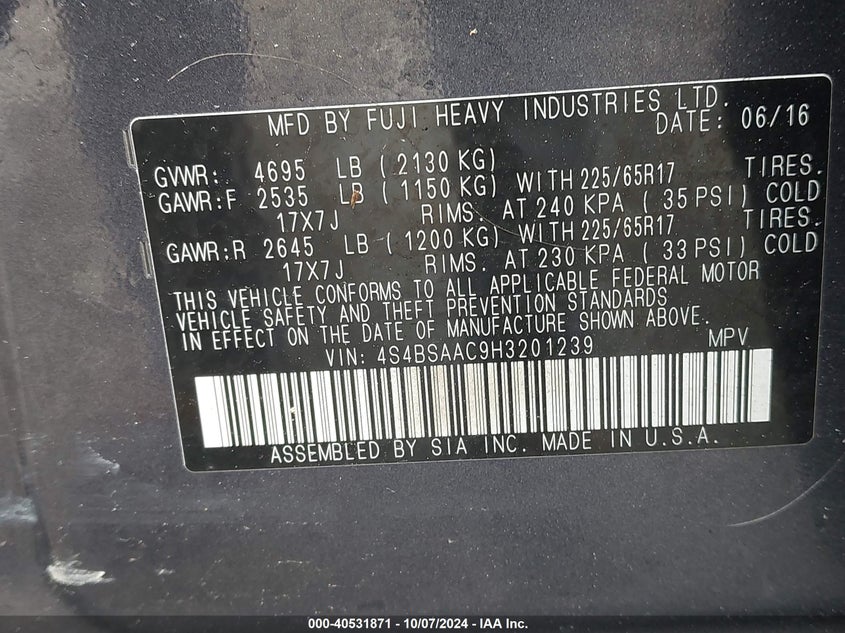 MFD BY FUJI HEAVY INDUSTRIES LTD.
DATE: 06/16
GVWR: 4695 LB (2130 KG)
GAWR:F 2535 LB (1150 KG) WITH 225/65R17 TIRES.
17X7J RIMS. AT 240 KPA (35 PSI) COLD
GAWR:R 2645 LB (1200 KG) WITH 225/65R17 TIRES.
17X7J RIMS. AT 230 KPA (33 PSI) COLD
THIS VEHICLE CONFORMS TO ALL APPLICABLE FEDERAL MOTOR
VEHICLE SAFETY AND THEFT PREVENTION STANDARDS
IN EFFECT ON THE DATE OF MANUFACTURE SHOWN ABOVE.
VIN: 4S4BSAAC9H3201239 MPV
ASSEMBLED BY SIA INC. MADE IN U.S.A.
000-40531871 - 10/07/2024 - IAA Inc.